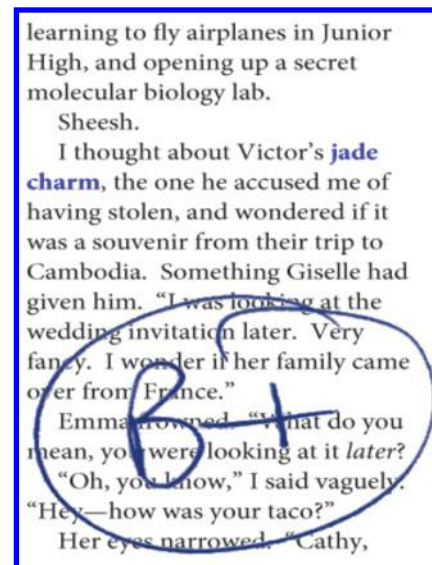 learning to fly airplanes in Junior
High, and opening up a secret
molecular biology lab.
Sheesh.
I thought about Victor's jade
charm, the one he accused me of
having stolen, and wondered if it
was a souvenir from their trip to
Cambodia. Something Giselle had
given him. “I was looking at the
wedding invitation later. Very
fancy. I wonder if her family came
over from France.”
Emma frowned. “What do you
mean, you were looking at it later?
“Oh, you know,” I said vaguely.
“Hey—how was your taco?”
Her eyes narrowed. “Cathy,
B+